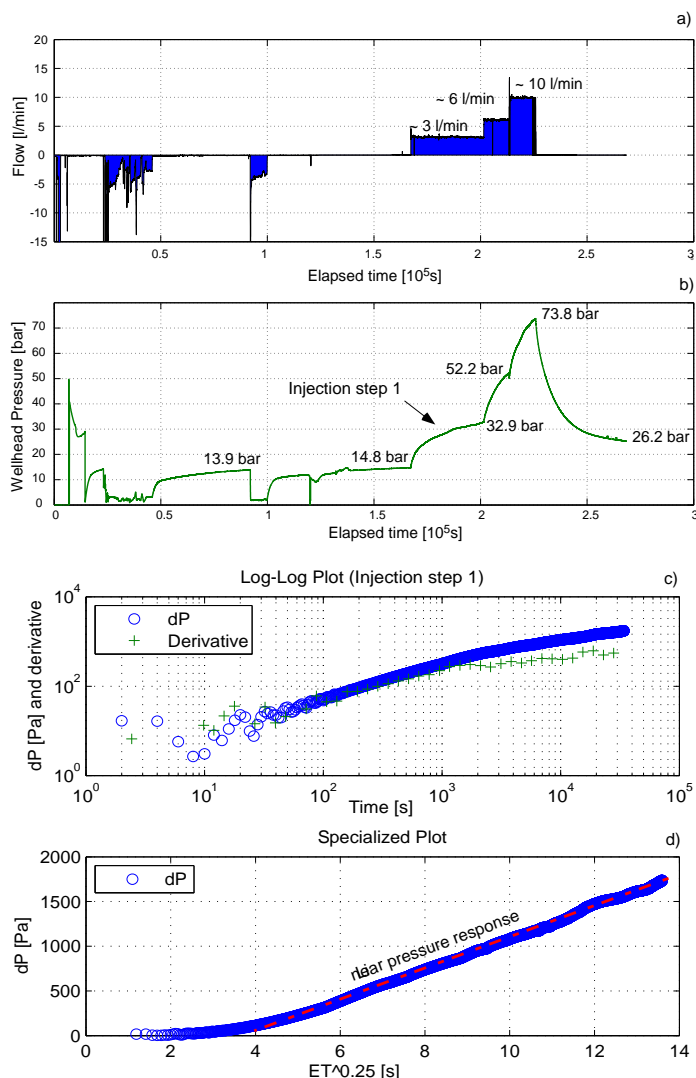 a)
20
15
10
5
0
-5
-10
-15
Flow [l/min]
~ 3 l/min
~ 6 l/min
~ 10 l/min
0 0.5 1 1.5 2 2.5 3
Elapsed time [10⁵s]
b)
70
60
50
40
30
20
10
0
Wellhead Pressure [bar]
13.9 bar
14.8 bar
Injection step 1
52.2 bar
73.8 bar
32.9 bar
26.2 bar
0 0.5 1 1.5 2 2.5 3
Elapsed time [10⁵s]
Log-Log Plot (Injection step 1)
c)
10⁴
10²
10⁰
dP [Pa] and derivative
dP
Derivative
10⁰ 10¹ 10² 10³ 10⁴ 10⁵
Time [s]
Specialized Plot
d)
2000
1500
1000
500
0
dP [Pa]
dP
pressure response
0 2 4 6 8 10 12 14
ET^0.25 [s]